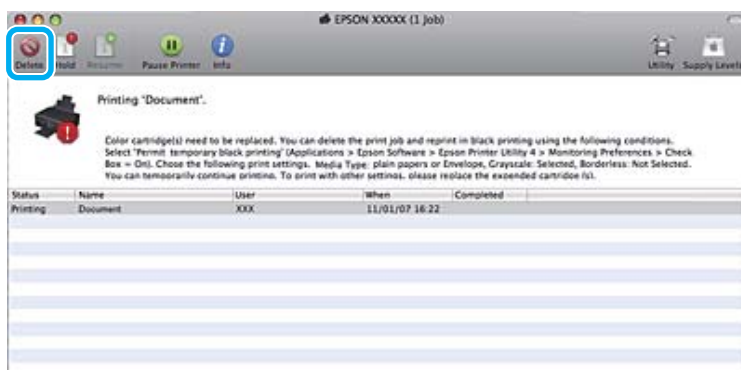 EPSON XXXXX (1 Job)
Delete Hold Resume Pause Printer Info Utility Supply Levels
Printing "Document".
Color cartridge(s) need to be replaced. You can delete the print job and reprint in black printing using the following conditions.
Select "Permit temporary black printing" (Applications > Epson Software > Epson Printer Utility 4 > Monitoring Preferences > Check
Box = On). Chose the following print settings. Media Type: plain papers or Envelope, Grayscale: Selected, Borderless: Not Selected.
You can temporarily continue printing. To print with other settings, please replace the expended cartridge (s).
Status Name User When Completed
Printing Document XXX 11/01/07 16:22